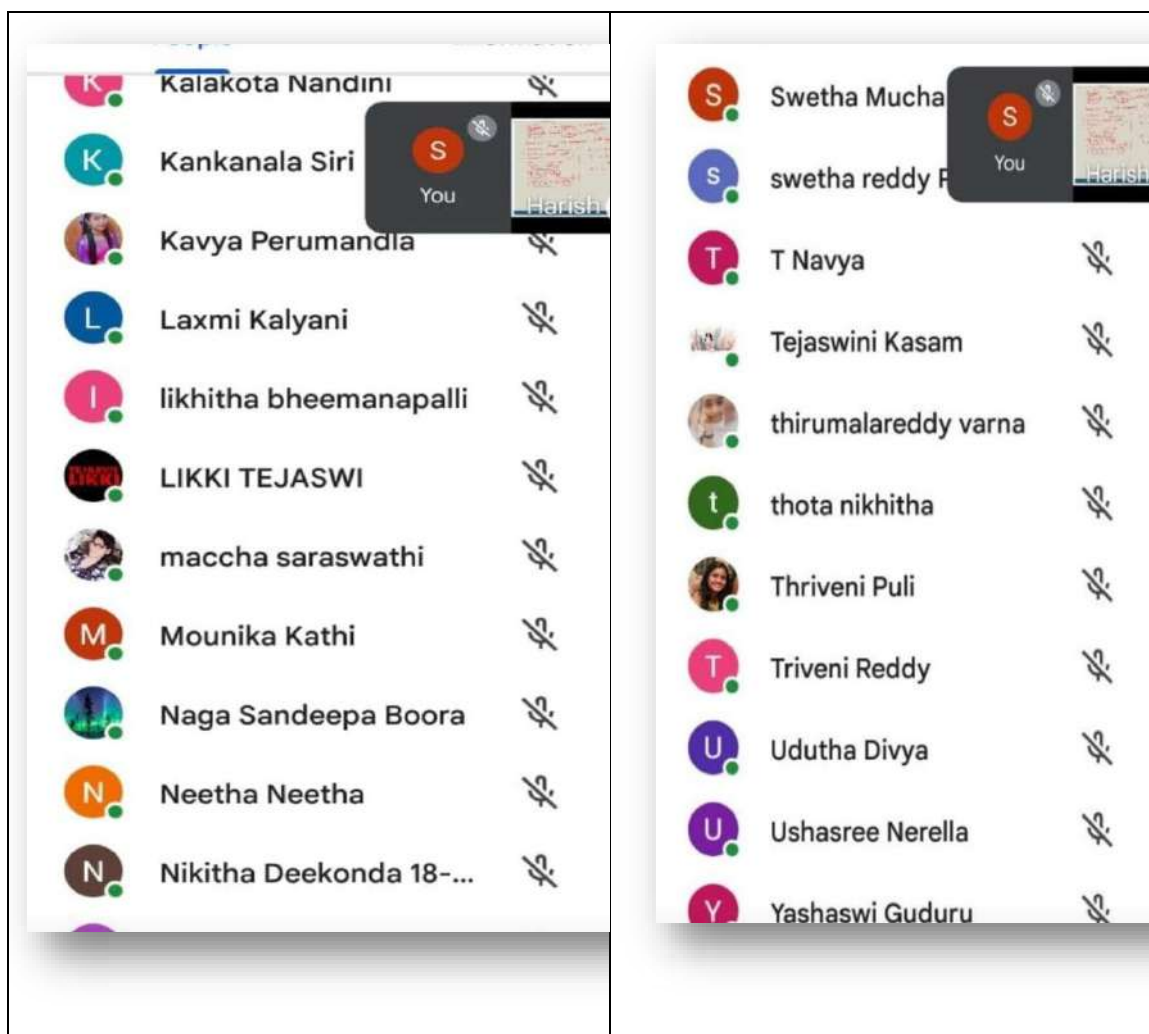 K Kalakota Nandini
K Kankanala Siri
S
You
Harish
Kavya Perumandla
L Laxmi Kalyani
l likhitha bheemanapalli
LIKKI
LIKKI TEJASWI
maccha saraswathi
M Mounika Kathi
Naga Sandeepa Boora
N Neetha Neetha
N Nikitha Deekonda 18-...
S Swetha Mucha
s swetha reddy
S
You
Harish
T T Navya
Tejaswini Kasam
thirumalareddy varna
t thota nikhitha
Thriveni Puli
T Triveni Reddy
U Udutha Divya
U Ushasree Nerella
Y Yashaswi Guduru